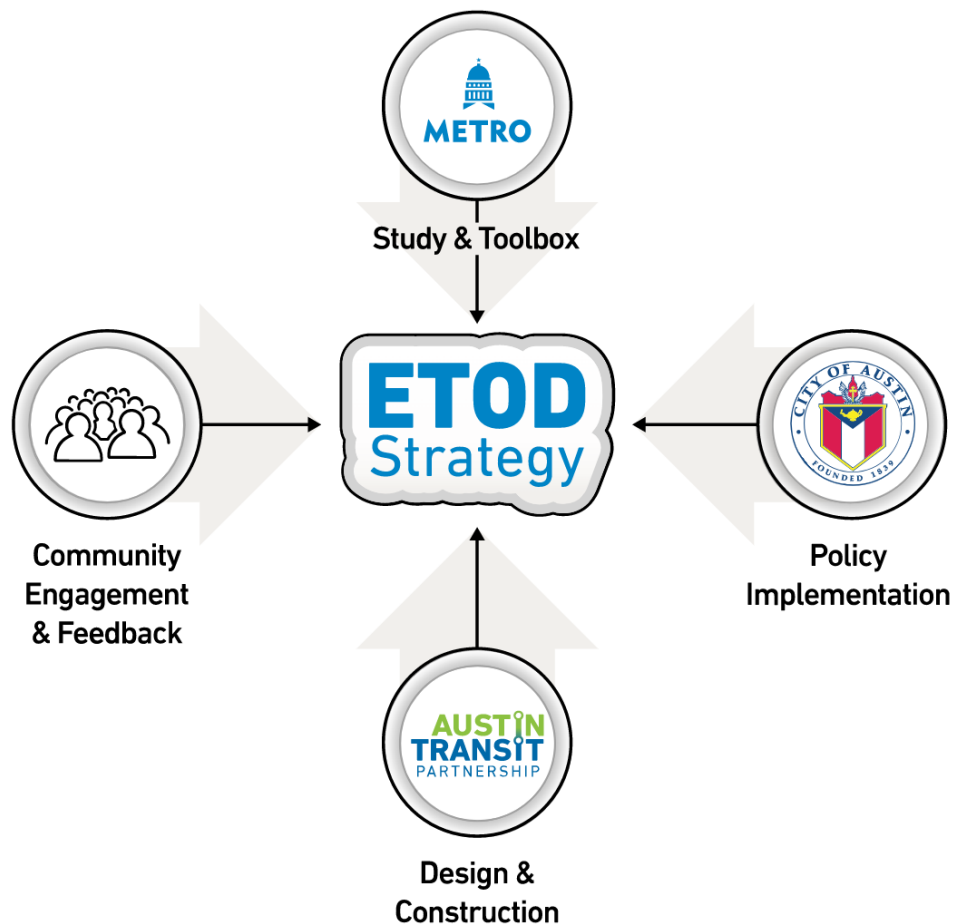 METRO
Study & Toolbox
ETOD
Strategy
CITY OF AUSTIN
FOUNDED 1839
Community
Engagement
& Feedback
Policy
Implementation
AUSTIN
TRANSIT
PARTNERSHIP
Design &
Construction